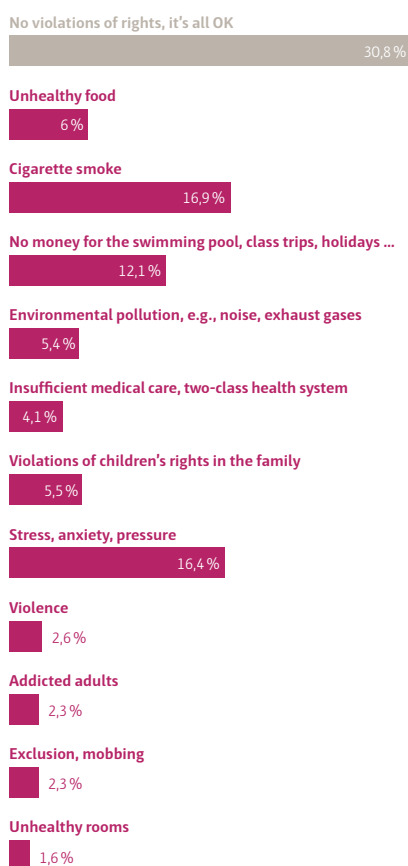 No violations of rights, it's all OK
30,8 %
Unhealthy food
6 %
Cigarette smoke
16,9 %
No money for the swimming pool, class trips, holidays ...
12,1 %
Environmental pollution, e.g., noise, exhaust gases
5,4 %
Insufficient medical care, two-class health system
4,1 %
Violations of children's rights in the family
5,5 %
Stress, anxiety, pressure
16,4 %
Violence
2,6 %
Addicted adults
2,3 %
Exclusion, mobbing
2,3 %
Unhealthy rooms
1,6 %